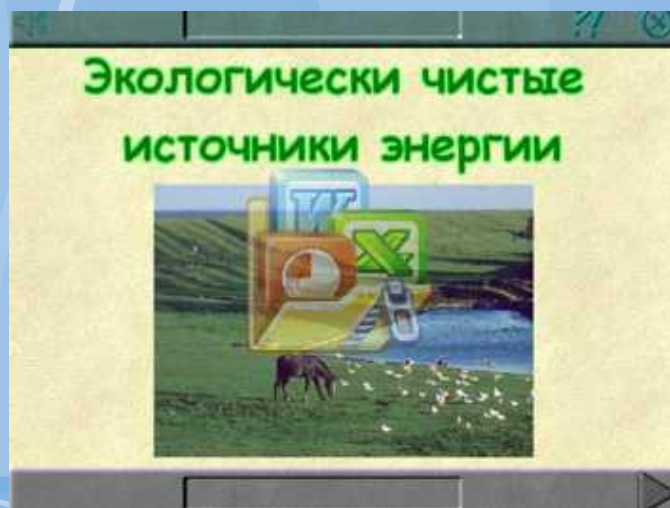 Экологически чистые
источники энергии
W
X